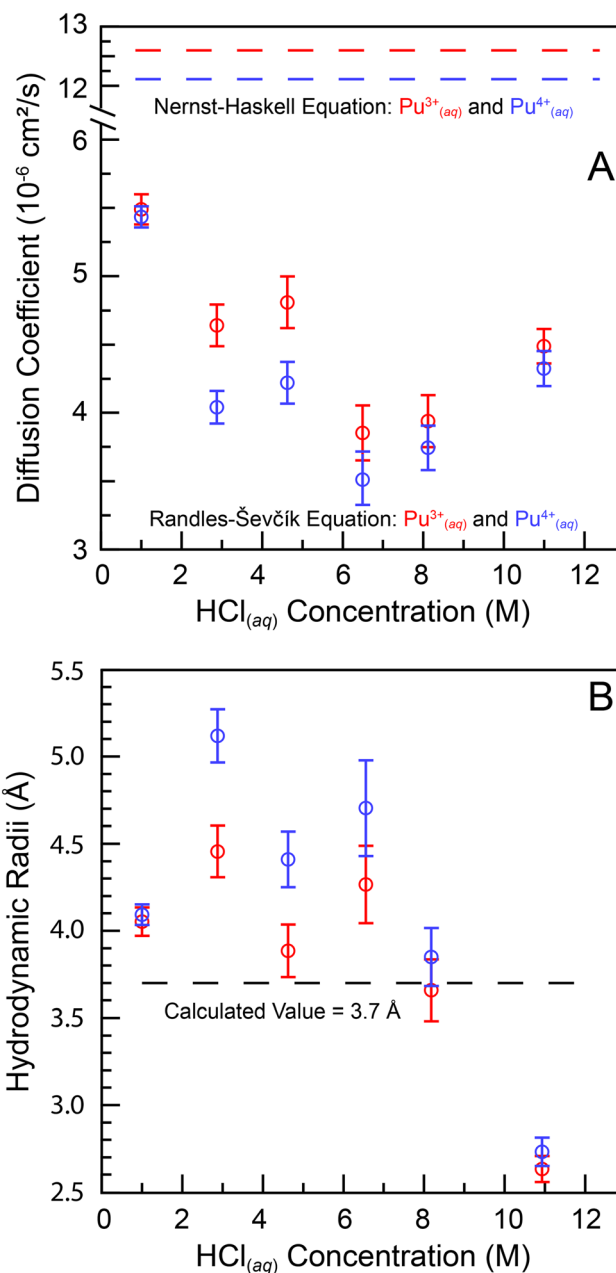 13
12
Nernst-Haskell Equation: Pu³⁺(aq) and Pu⁴⁺(aq)
6
A
5
4
Randles-Ševčík Equation: Pu³⁺(aq) and Pu⁴⁺(aq)
3
Diffusion Coefficient (10⁻⁶ cm²/s)
0 2 4 6 8 10 12
HCl(aq) Concentration (M)
5.5
B
5.0
4.5
4.0
Calculated Value = 3.7 Å
3.5
3.0
2.5
Hydrodynamic Radii (Å)
0 2 4 6 8 10 12
HCl(aq) Concentration (M)